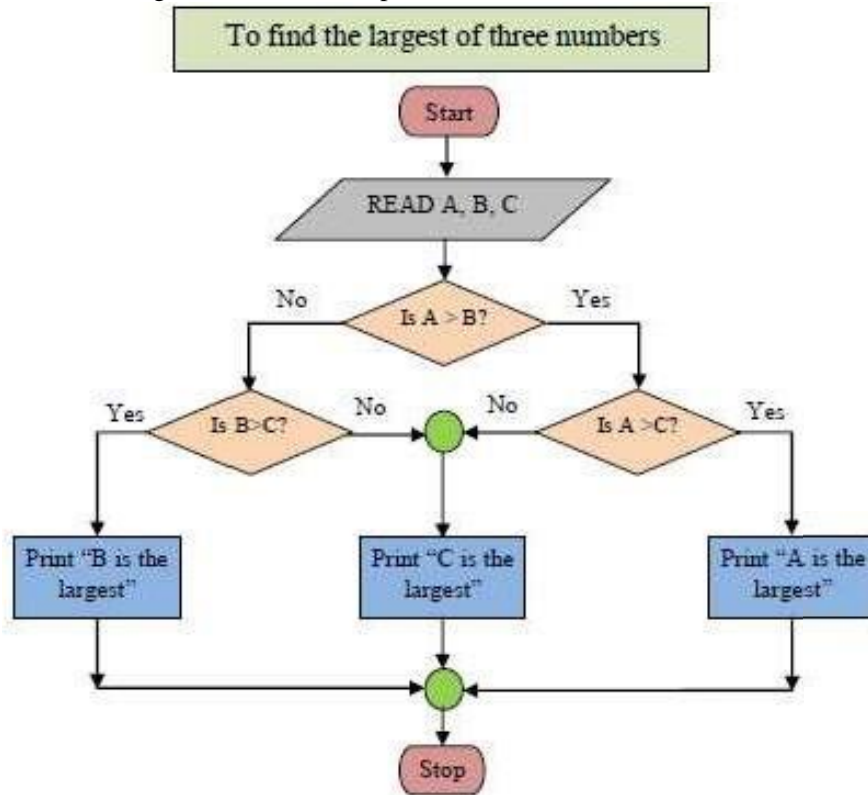 To find the largest of three numbers
Start
READ A, B, C
No
Is A > B?
Yes
Yes
Is B>C?
No
No
Is A >C?
Yes
Print “B is the
largest”
Print “C is the
largest”
Print “A is the
largest”
Stop